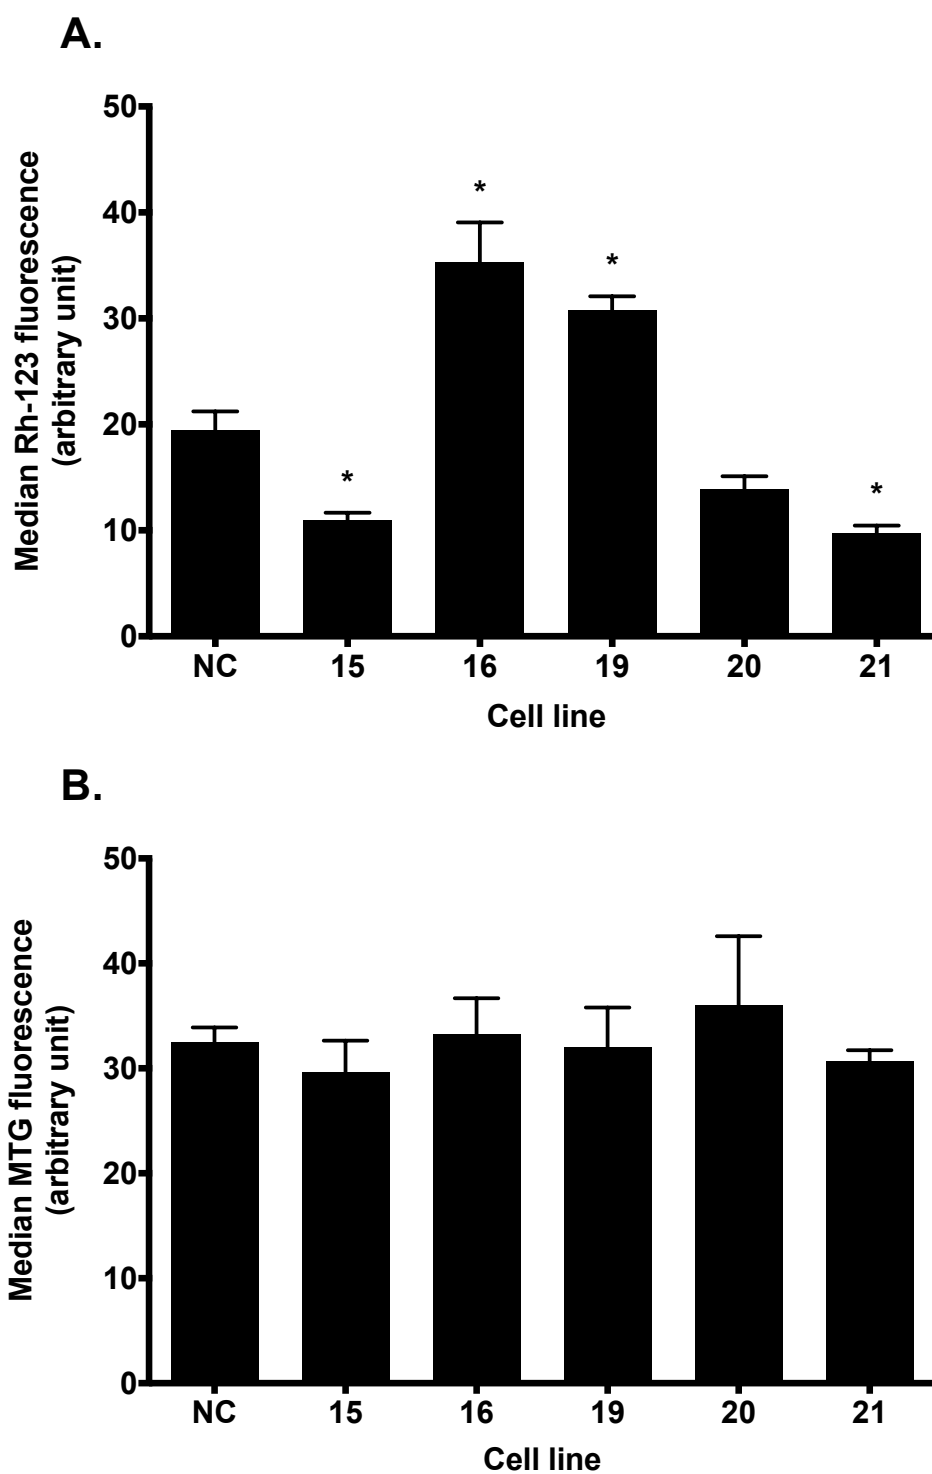 A.
Median Rh-123 fluorescence
(arbitrary unit)
50
40
30
20
10
0
*
*
*
*
NC 15 16 19 20 21
Cell line
B.
Median MTG fluorescence
(arbitrary unit)
50
40
30
20
10
0
NC 15 16 19 20 21
Cell line